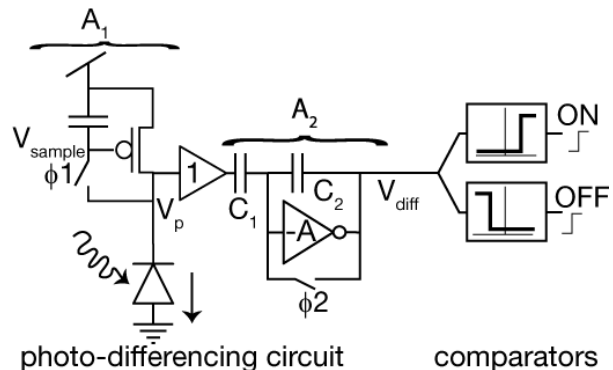 A1
A2
ON
Vsample
ϕ1
1
Vp
C1
C2
Vdiff
-A
OFF
ϕ2
photo-differencing circuit
comparators